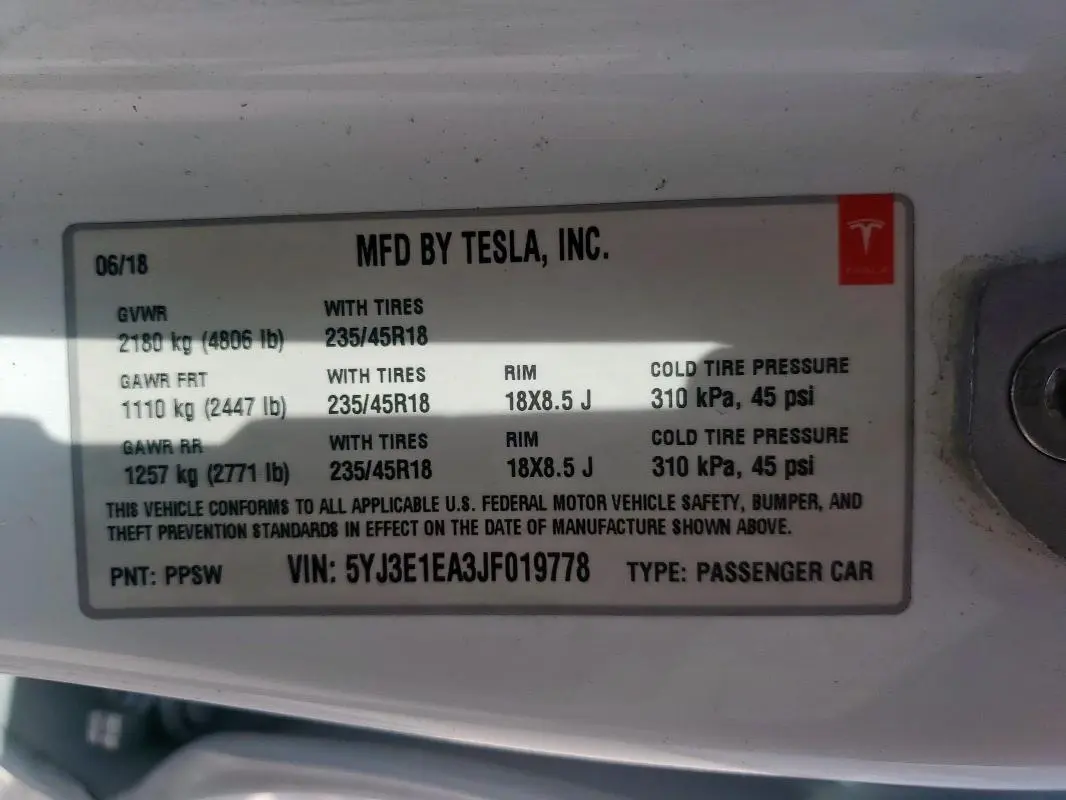 06/18 MFD BY TESLA, INC.
GVWR WITH TIRES
2180 kg (4806 lb) 235/45R18
GAWR FRT WITH TIRES RIM COLD TIRE PRESSURE
1110 kg (2447 lb) 235/45R18 18X8.5 J 310 kPa, 45 psi
GAWR RR WITH TIRES RIM COLD TIRE PRESSURE
1257 kg (2771 lb) 235/45R18 18X8.5 J 310 kPa, 45 psi
THIS VEHICLE CONFORMS TO ALL APPLICABLE U.S. FEDERAL MOTOR VEHICLE SAFETY, BUMPER, AND
THEFT PREVENTION STANDARDS IN EFFECT ON THE DATE OF MANUFACTURE SHOWN ABOVE.
PNT: PPSW VIN: 5YJ3E1EA3JF019778 TYPE: PASSENGER CAR